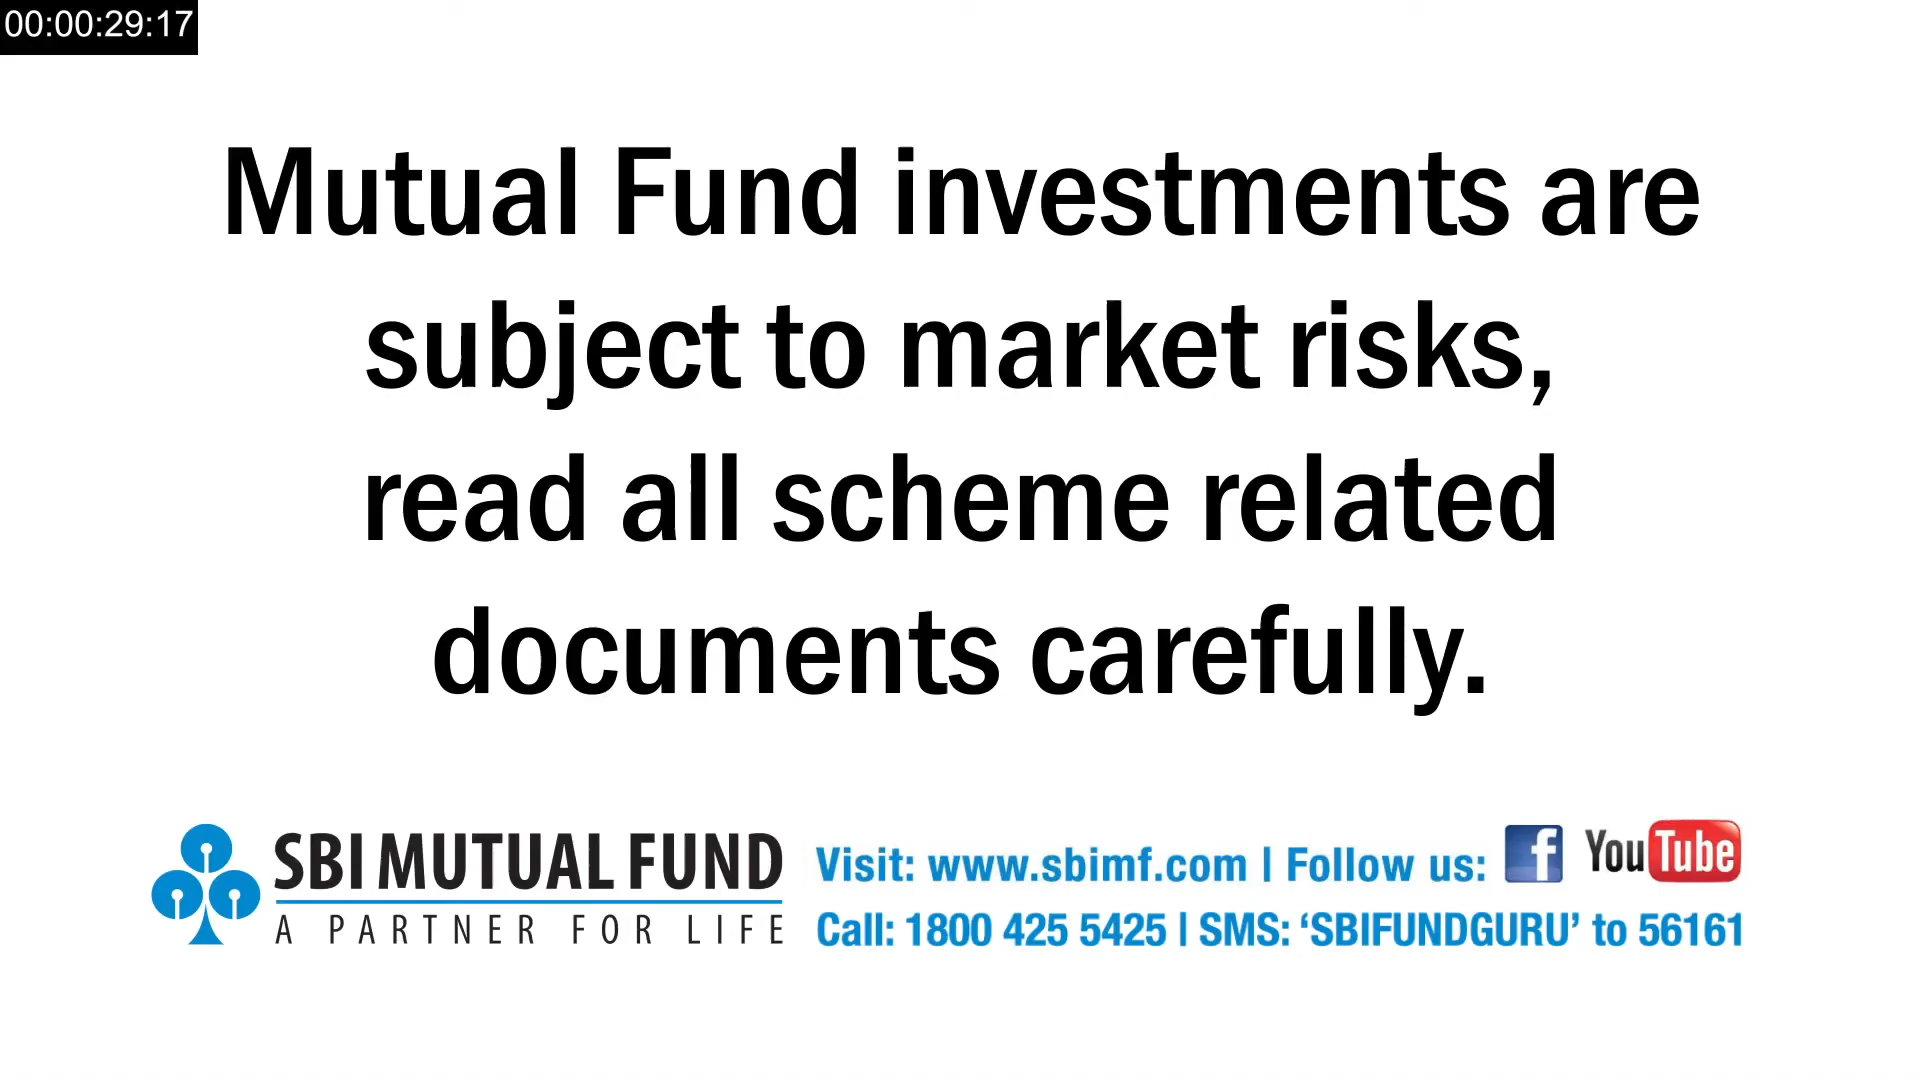 00:00:29:17
Mutual Fund investments are
subject to market risks,
read all scheme related
documents carefully.
SBI MUTUAL FUND
A PARTNER FOR LIFE
Visit: www.sbimf.com | Follow us: f YouTube
Call: 1800 425 5425 | SMS: ‘SBIFUNDGURU’ to 56161